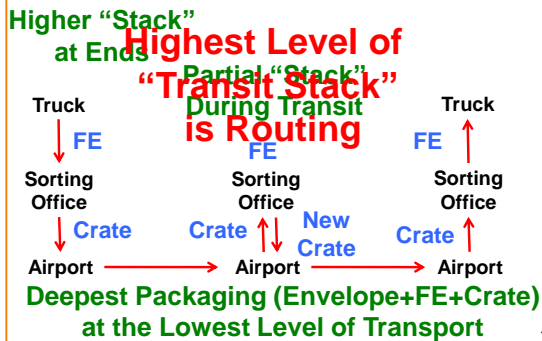 Higher “Stack”
at Ends
Highest Level of
“Transit Stack”
is Routing
Partial “Stack”
During Transit
Truck
Truck
FE
FE
FE
Sorting
Office
Sorting
Office
Sorting
Office
Crate
Crate
New
Crate
Crate
Airport
Airport
Airport
Deepest Packaging (Envelope+FE+Crate)
at the Lowest Level of Transport